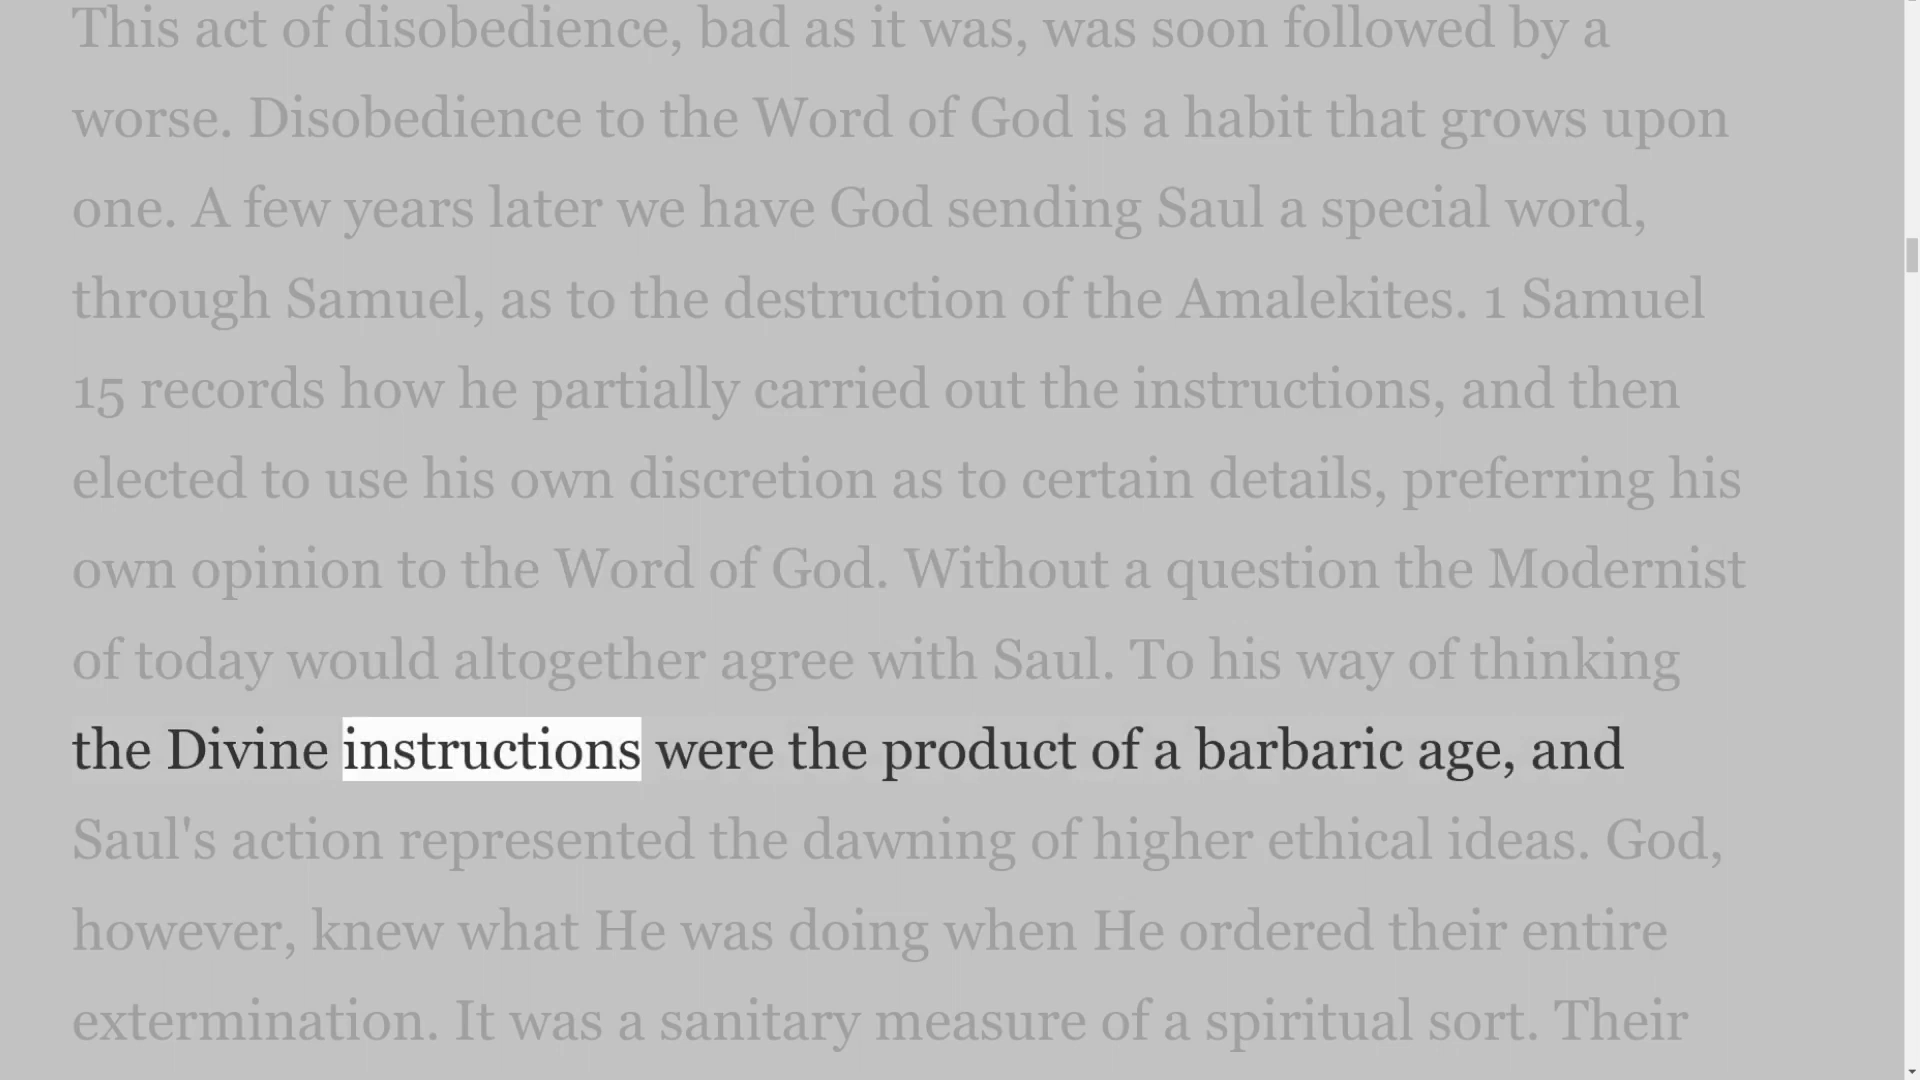 This act of disobedience, bad as it was, was soon followed by a
worse. Disobedience to the Word of God is a habit that grows upon
one. A few years later we have God sending Saul a special word,
through Samuel, as to the destruction of the Amalekites. 1 Samuel
15 records how he partially carried out the instructions, and then
elected to use his own discretion as to certain details, preferring his
own opinion to the Word of God. Without a question the Modernist
of today would altogether agree with Saul. To his way of thinking
the Divine instructions were the product of a barbaric age, and
Saul's action represented the dawning of higher ethical ideas. God,
however, knew what He was doing when He ordered their entire
extermination. It was a sanitary measure of a spiritual sort. Their